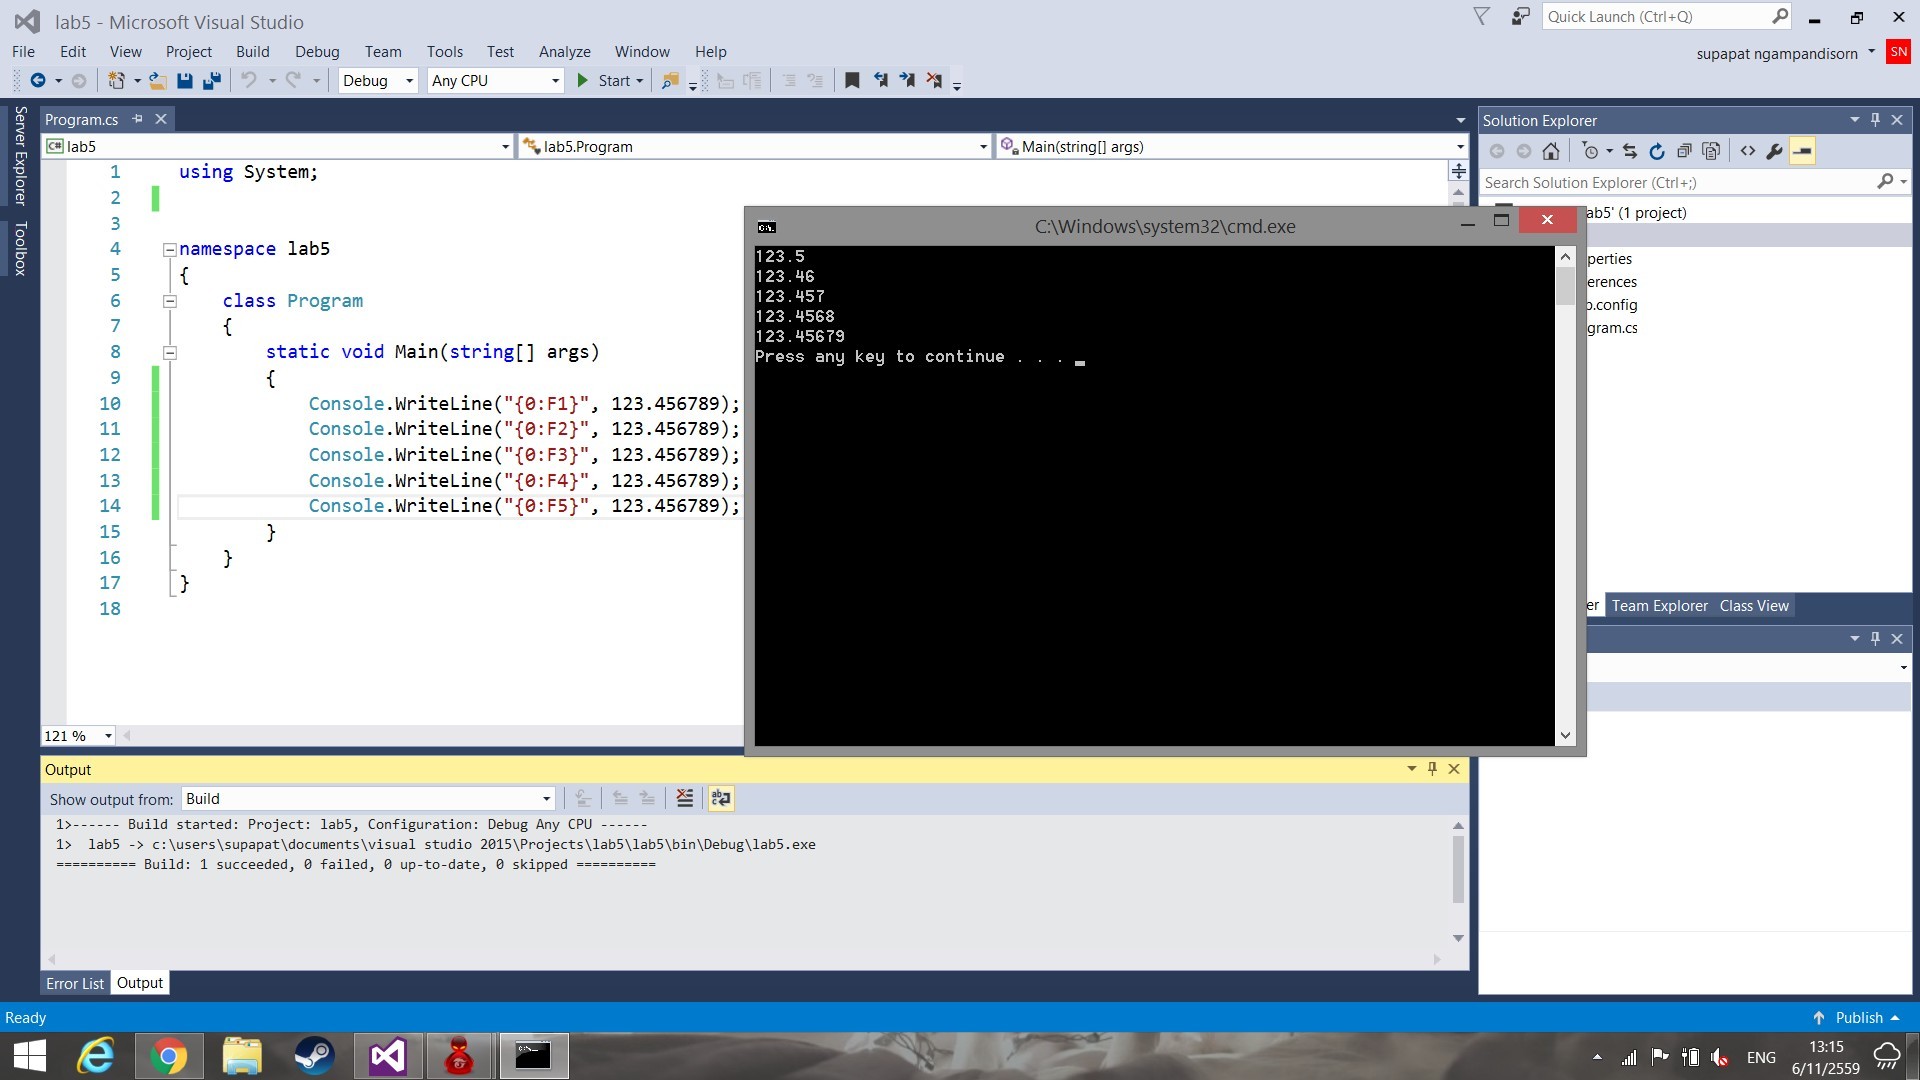 lab5 - Microsoft Visual Studio
Quick Launch (Ctrl+Q)
File Edit View Project Build Debug Team Tools Test Analyze Window Help
supapat ngampandisorn SN
Debug Any CPU Start
Server Explorer
Toolbox
Program.cs
C# lab5 lab5.Program Main(string[] args)
1 using System;
2
3
4 namespace lab5
5 {
6 class Program
7 {
8 static void Main(string[] args)
9 {
10 Console.WriteLine("{0:F1}", 123.456789);
11 Console.WriteLine("{0:F2}", 123.456789);
12 Console.WriteLine("{0:F3}", 123.456789);
13 Console.WriteLine("{0:F4}", 123.456789);
14 Console.WriteLine("{0:F5}", 123.456789);
15 }
16 }
17 }
18
121 %
C:\Windows\system32\cmd.exe
123.5
123.46
123.457
123.4568
123.45679
Press any key to continue . . .
Solution Explorer
Search Solution Explorer (Ctrl+;)
ab5' (1 project)
perties
erences
p.config
gram.cs
er Team Explorer Class View
Output
Show output from: Build
1>------ Build started: Project: lab5, Configuration: Debug Any CPU ------
1> lab5 -> c:\users\supapat\documents\visual studio 2015\Projects\lab5\lab5\bin\Debug\lab5.exe
========== Build: 1 succeeded, 0 failed, 0 up-to-date, 0 skipped ==========
Error List Output
Ready
Publish
ENG
13:15
6/11/2559